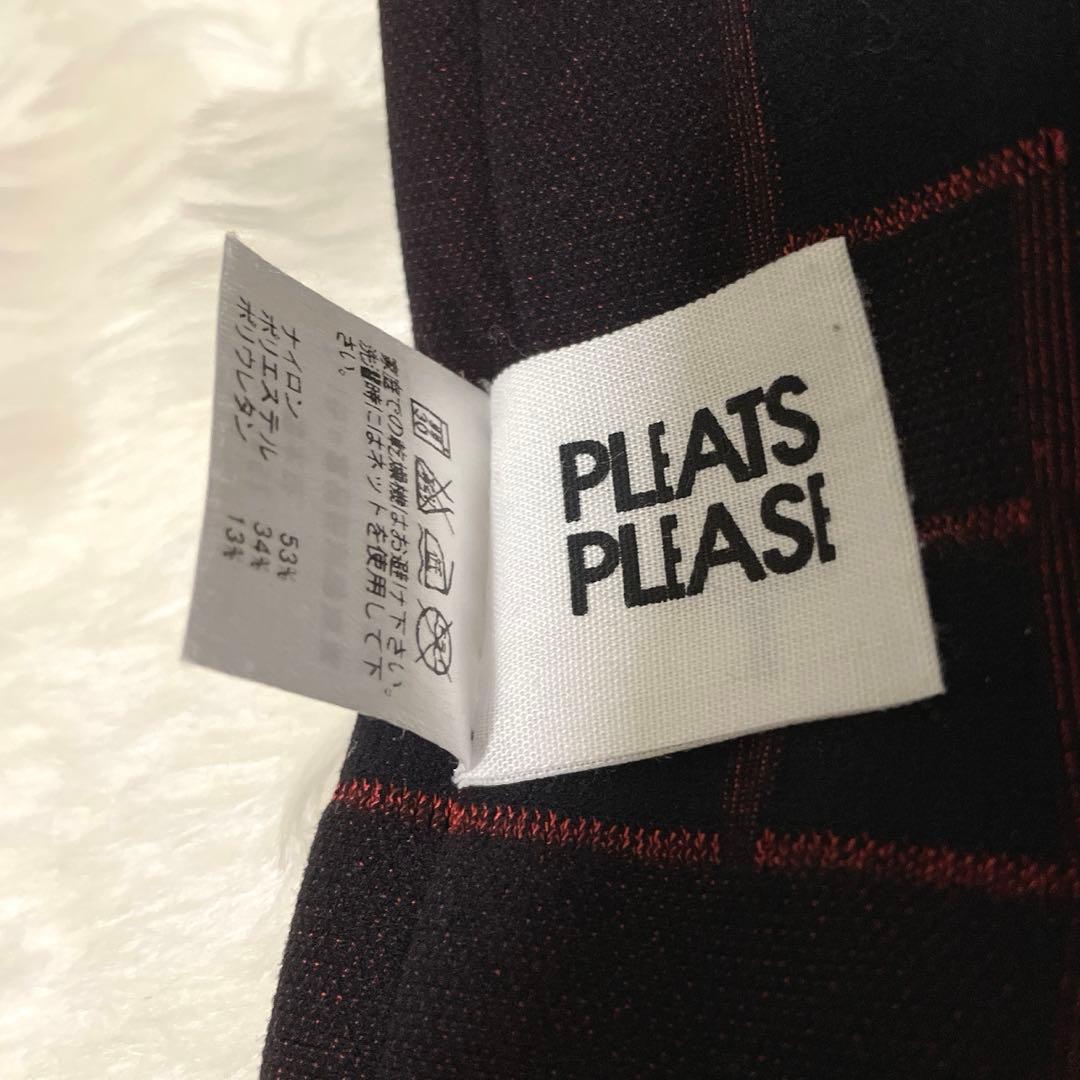 PLEATS
PLEASE
30
家庭での乾燥機はお避け下さい。
洗濯時にはネットを使用して下
さい。
ナイロン 53%
ポリエステル 34%
ポリウレタン 13%